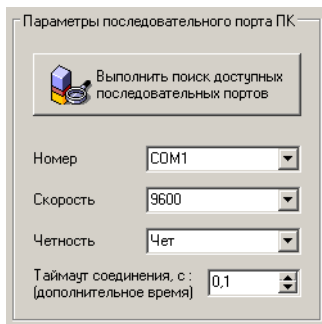 Параметры последовательного порта ПК
Выполнить поиск доступных
последовательных портов
Номер
COM1
Скорость
9600
Четность
Чет
Таймаут соединения, с :
(дополнительное время)
0,1